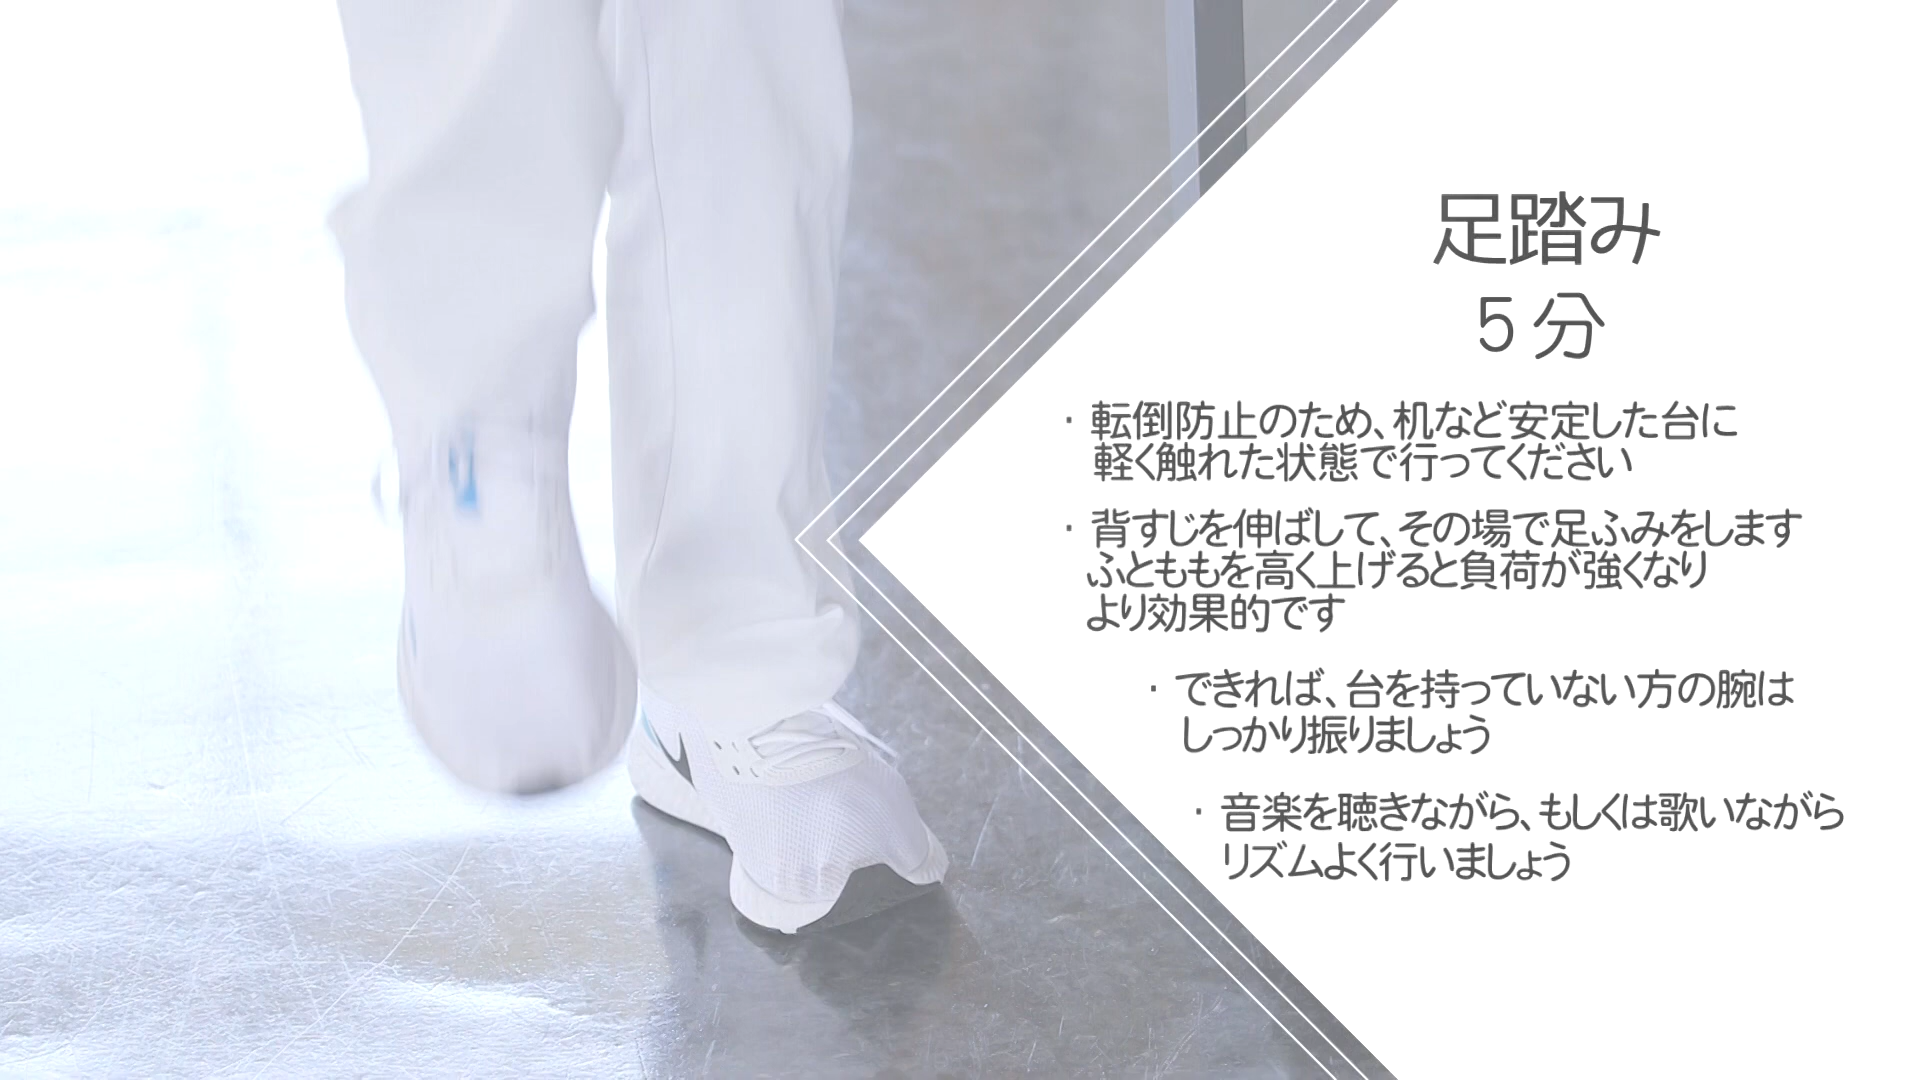 足踏み
5分
・転倒防止のため、机など安定した台に
軽く触れた状態で行ってください
・背すじを伸ばして、その場で足ふみをします
ふとももを高く上げると負荷が強くなり
より効果的です
・できれば、台を持っていない方の腕は
しっかり振りましょう
・音楽を聴きながら、もしくは歌いながら
リズムよく行いましょう